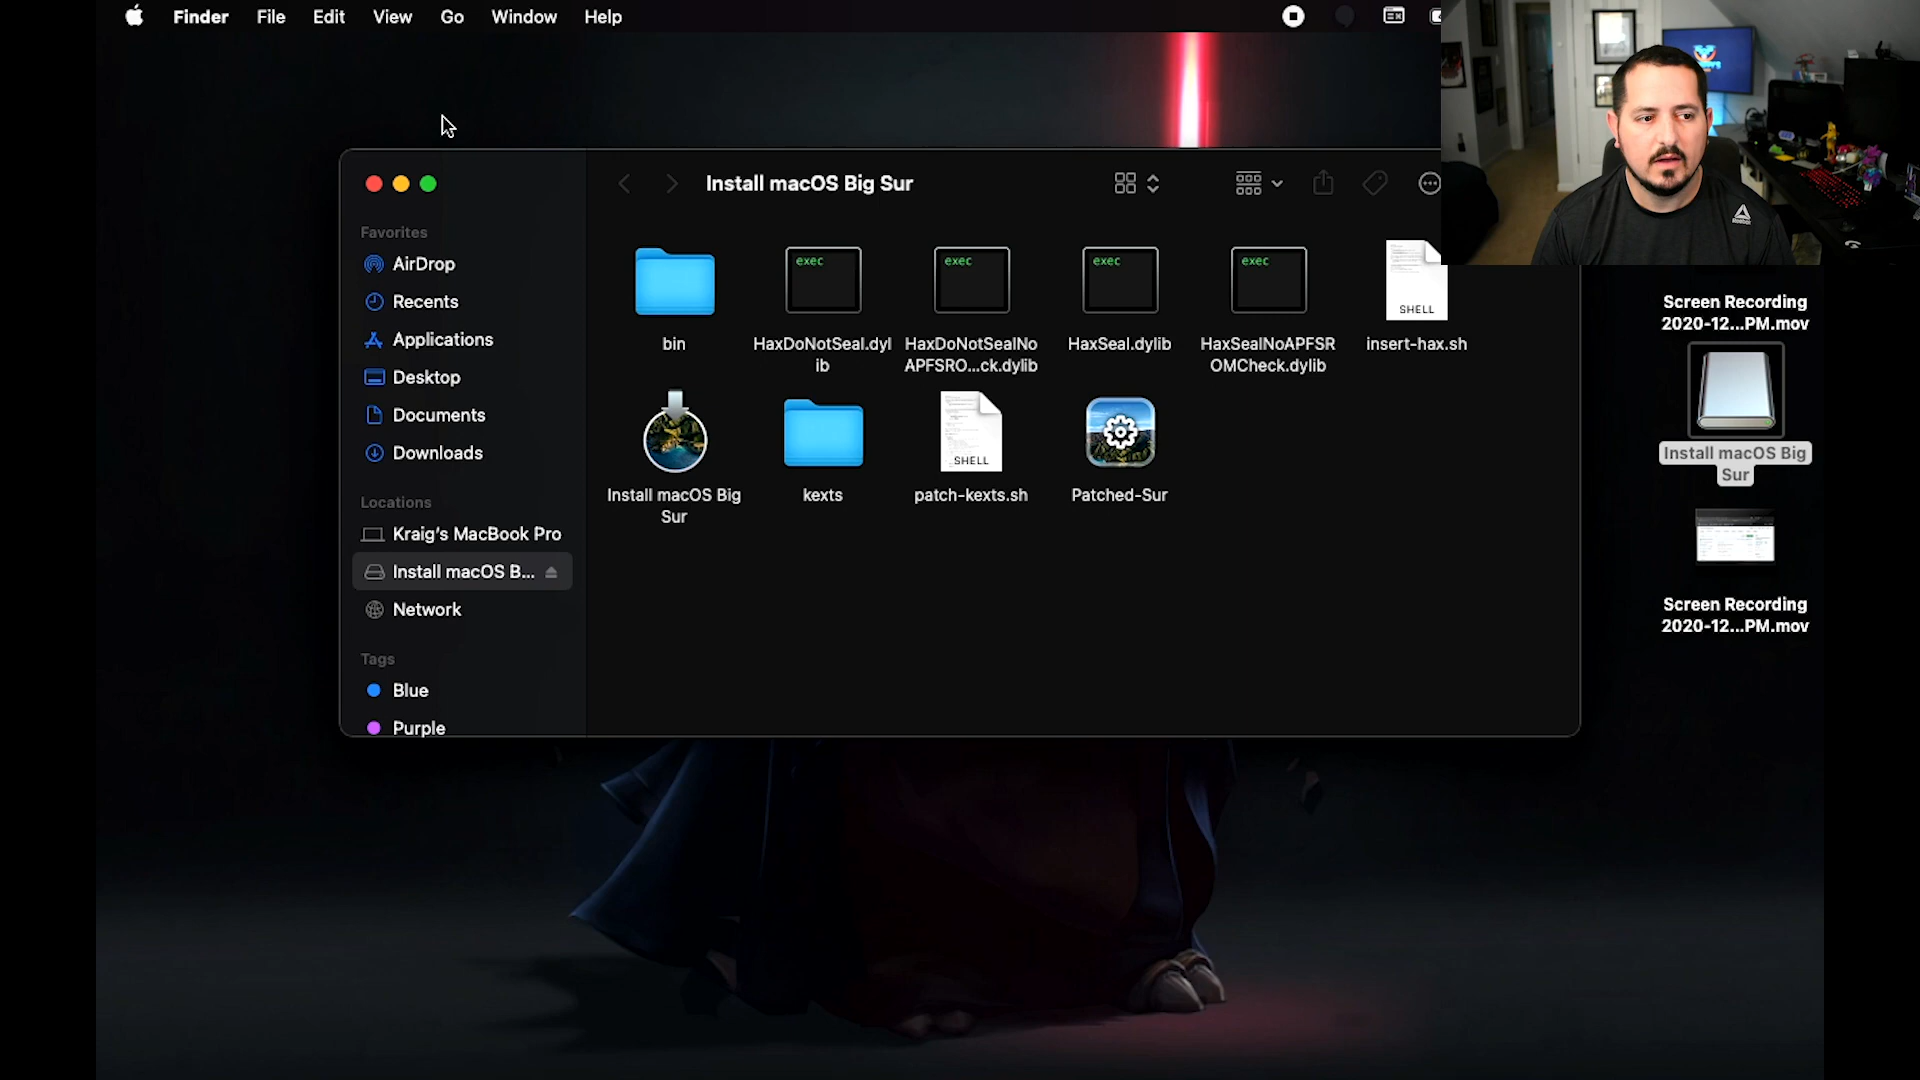 Finder File Edit View Go Window Help
Install macOS Big Sur
Favorites
AirDrop
Recents
Applications
Desktop
Documents
Downloads
Locations
Kraig's MacBook Pro
Install macOS B...
Network
Tags
Blue
Purple
exec
exec
exec
exec
SHELL
bin
HaxDoNotSeal.dyl
ib
HaxDoNotSealNo
APFSRO...ck.dylib
HaxSeal.dylib
HaxSealNoAPFSR
OMCheck.dylib
insert-hax.sh
SHELL
Install macOS Big
Sur
kexts
patch-kexts.sh
Patched-Sur
Screen Recording
2020-12...PM.mov
Install macOS Big
Sur
Screen Recording
2020-12...PM.mov